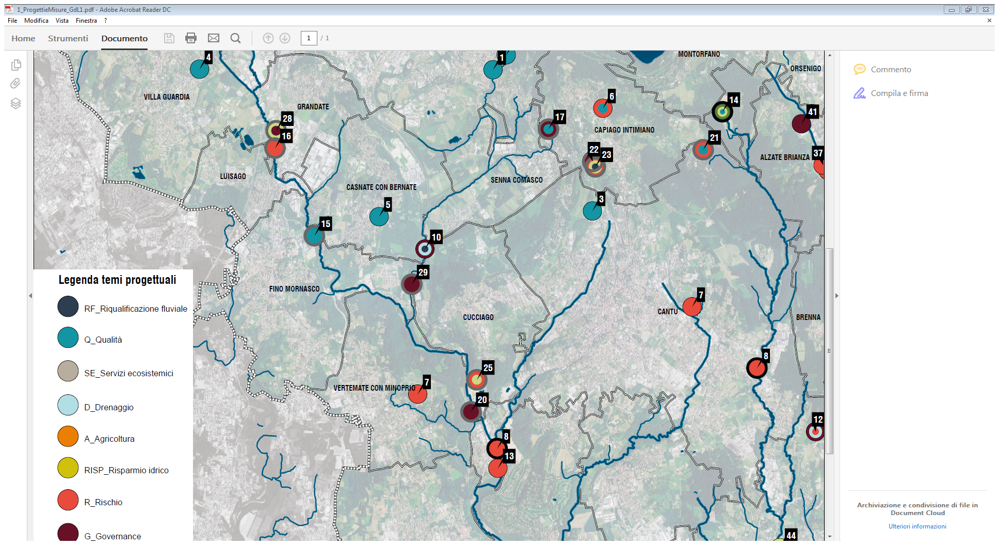 1_ProgettieMisure_GdL1.pdf - Adobe Acrobat Reader DC
File Modifica Vista Finestra ?
Home Strumenti Documento 1 / 1
Commento
Compila e firma
4
1
MONTORFANO
ORSENIGO
VILLA GUARDIA
6
14
GRANDATE
41
28
17
CAPIAGO INTIMIANO
16
21
22
23
37
ALZATE BRIANZA
LUISAGO
SENNA COMASCO
CASNATE CON BERNATE
5
3
15
10
29
FINO MORNASCO
7
CANTU
CUCCIAGO
BRENNA
8
25
7
VERTEMATE CON MINOPRIO
20
12
8
13
44
Legenda temi progettuali
RF_Riqualificazione fluviale
Q_Qualità
SE_Servizi ecosistemici
D_Drenaggio
A_Agricoltura
RISP_Risparmio idrico
R_Rischio
G_Governance
Archiviazione e condivisione di file in
Document Cloud
Ulteriori informazioni